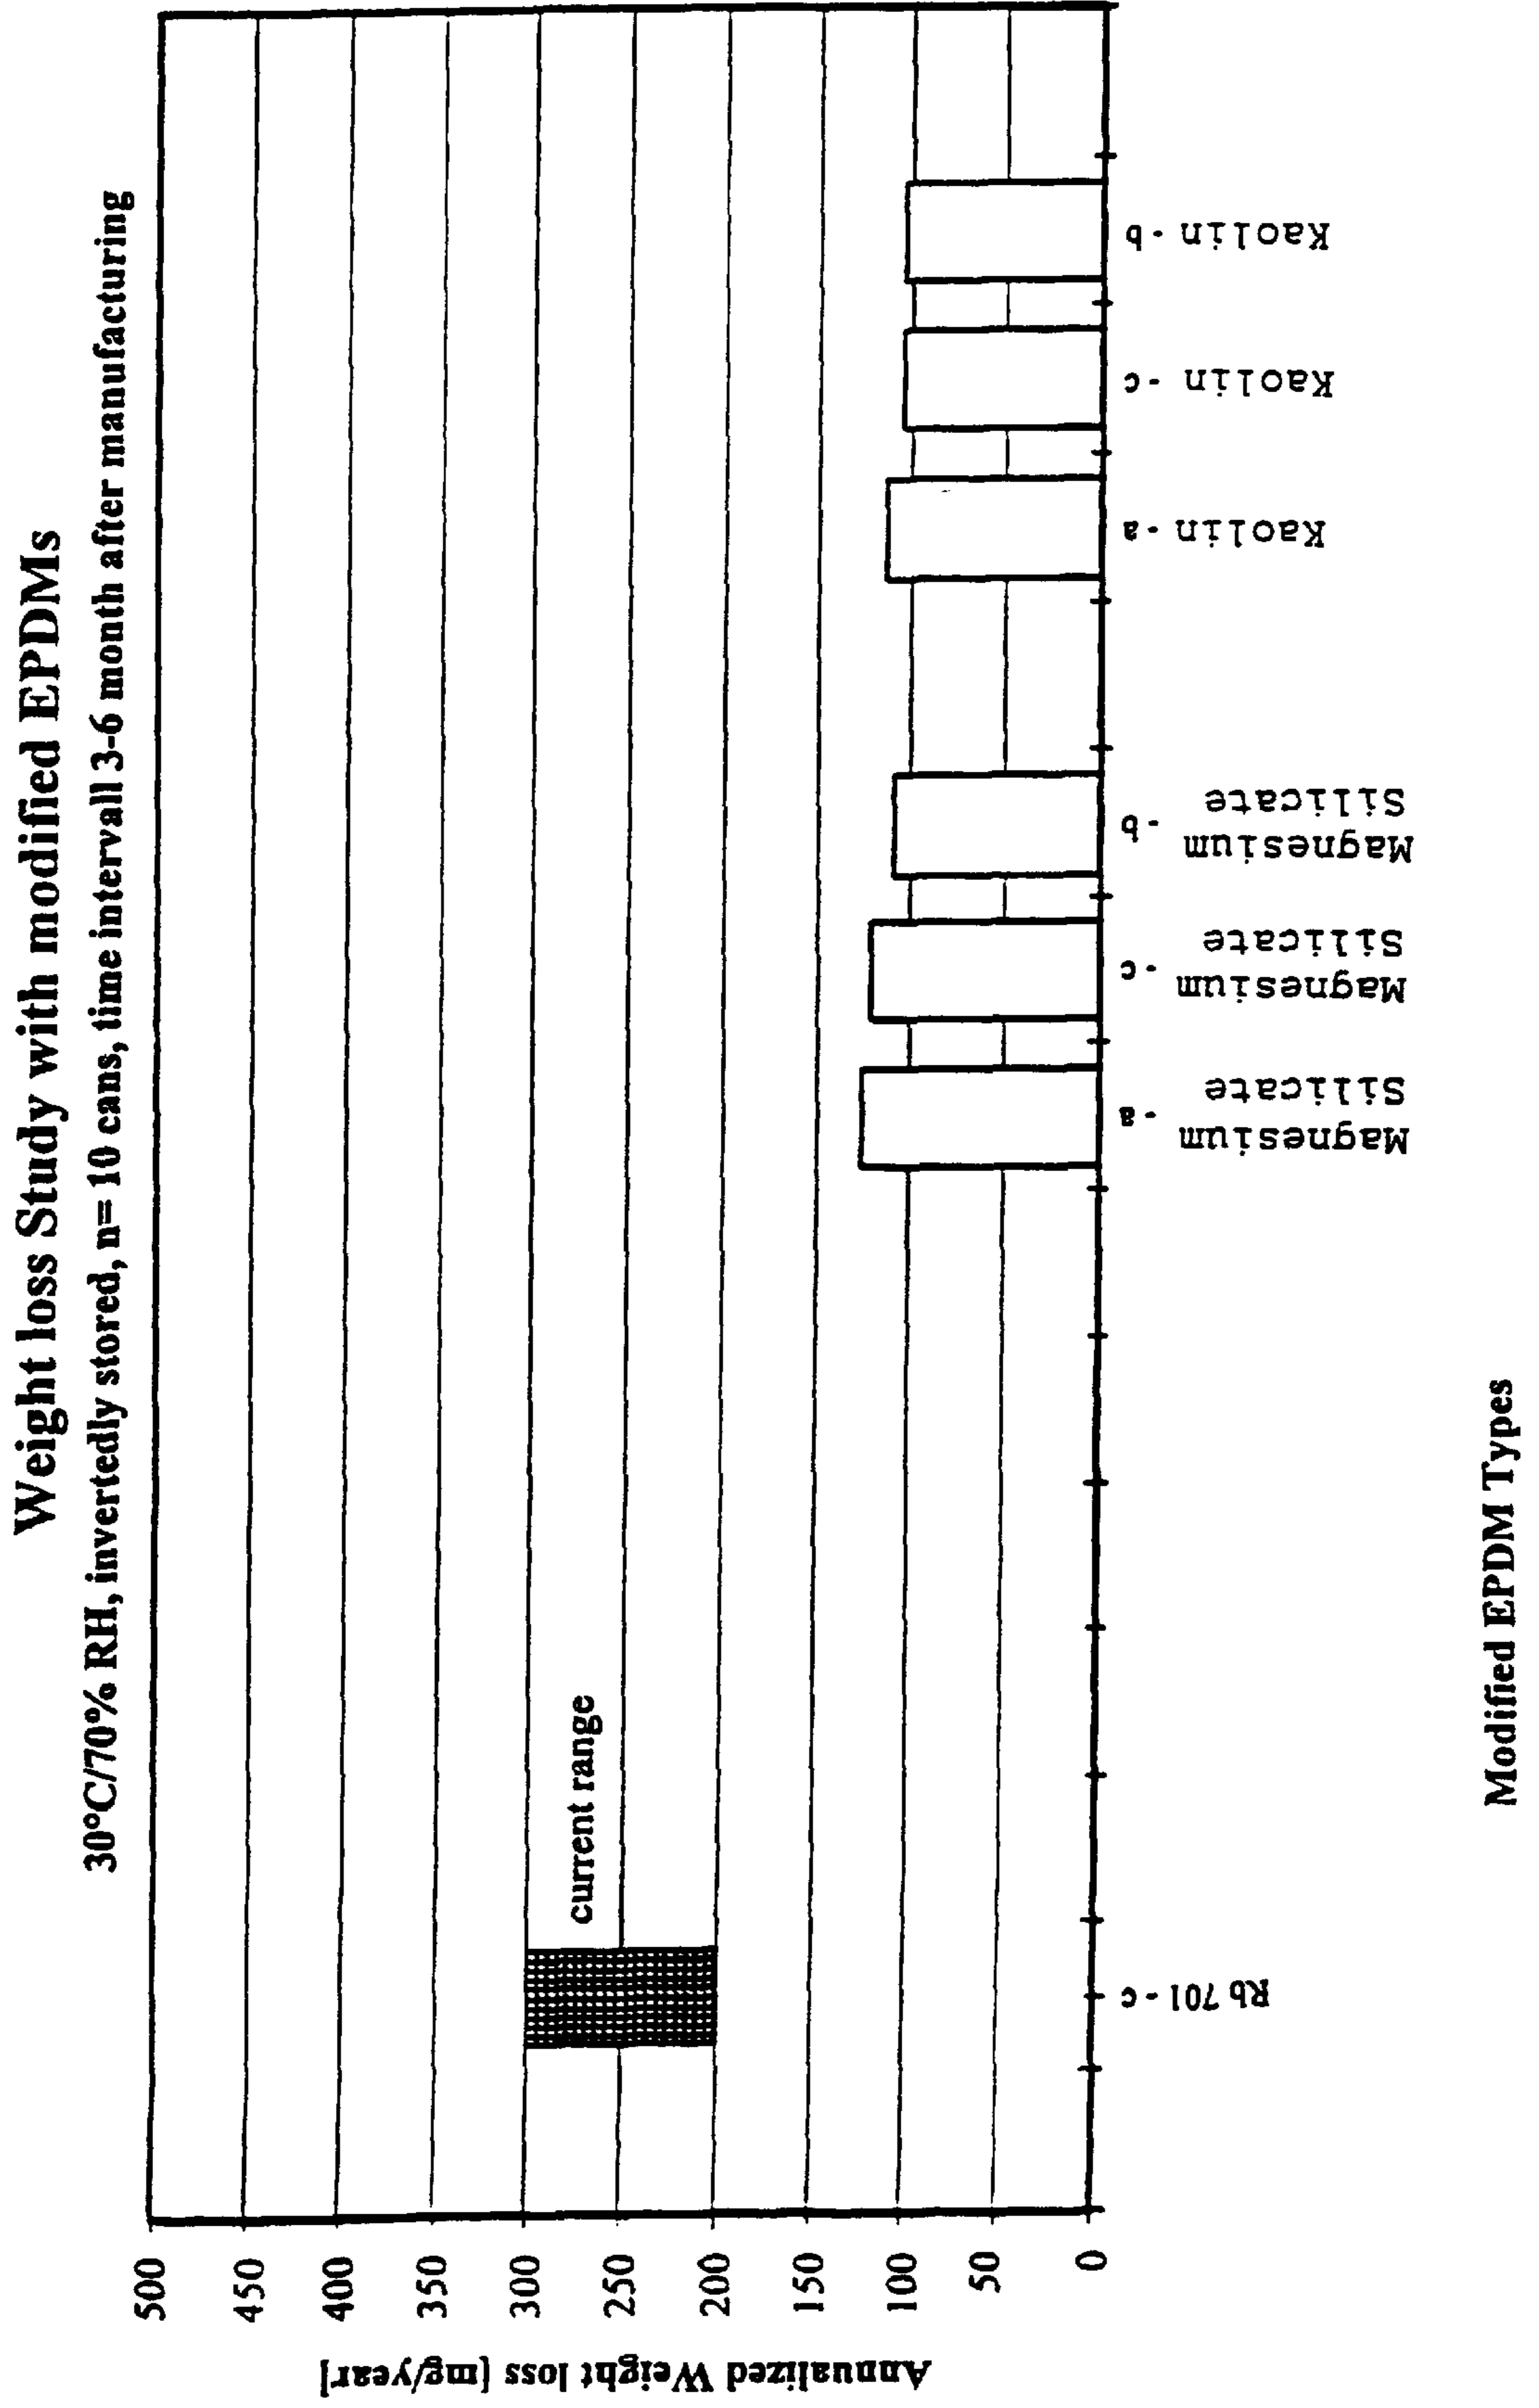 Weight loss Study with modified EPDMs
30°C/70% RH, invertedly stored, n= 10 cans, time intervall 3-6 month after manufacturing
Annualized Weight loss [mg/year]
500
450
400
350
300
250
200
150
100
50
0
current range
Rb 701 - c
Magnesium
Silicate
- a
Magnesium
Silicate
- c
Magnesium
Silicate
- b
Kaolin - a
Kaolin - c
Kaolin - b
Modified EPDM Types